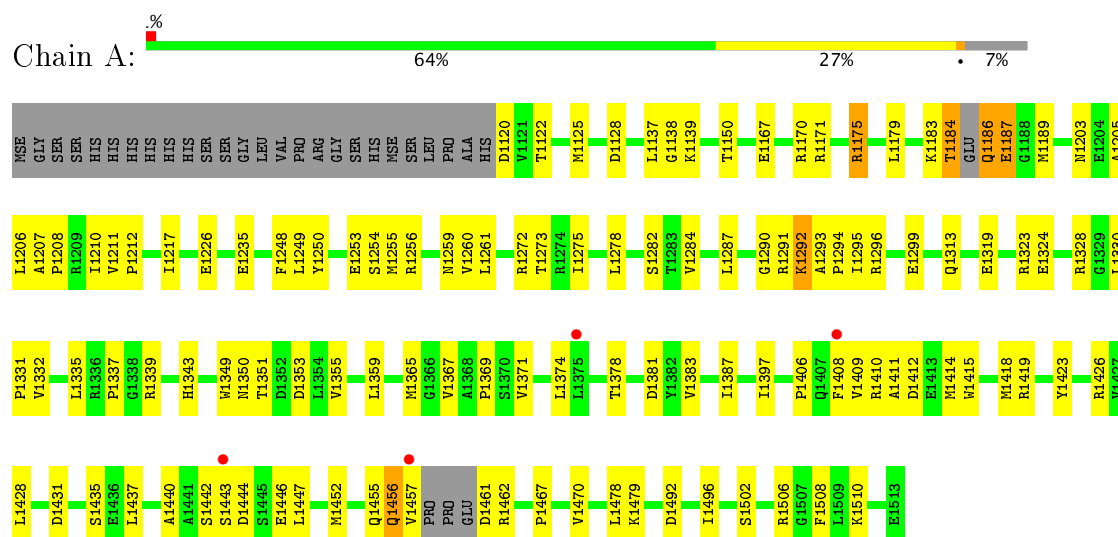 .%
Chain A:
64% 27% • 7%
MSE GLY SER SER HIS HIS HIS HIS HIS HIS SER SER GLY LEU VAL PRO ARG GLY SER HIS MSE SER LEU PRO ALA HIS D1120 V1121 T1122 M1125 D1128 L1137 G1138 K1139 T1150 E1167 R1170 R1171 R1175 L1179 K1183 T1184 GLU Q1186 E1187 G1188 M1189 N1203 E1204 A1205
L1206 A1207 P1208 R1209 I1210 V1211 P1212 I1217 E1226 E1235 F1248 L1249 Y1250 E1253 S1254 M1255 R1256 N1259 V1260 L1261 R1272 T1273 R1274 I1275 L1278 S1282 T1283 V1284 L1287 G1290 R1291 K1292 A1293 P1294 I1295 R1296 E1299 Q1313 E1319 R1323 E1324 R1328 G1329 L1330
P1331 V1332 L1335 R1336 P1337 G1338 R1339 H1343 W1349 N1350 T1351 D1352 D1353 L1354 V1355 L1359 M1365 G1366 V1367 A1368 P1369 S1370 V1371 L1374 L1375 T1378 D1381 Y1382 V1383 I1387 I1397 P1406 Q1407 F1408 V1409 R1410 A1411 D1412 E1413 M1414 W1415 M1418 R1419 Y1423 R1426 V1427
L1428 D1431 S1435 E1436 L1437 A1440 A1441 S1442 S1443 D1444 S1445 E1446 L1447 M1452 Q1455 Q1456 V1457 PRO PRO GLU D1461 R1462 P1467 V1470 L1478 K1479 D1492 I1496 S1502 R1506 G1507 F1508 L1509 K1510 E1513